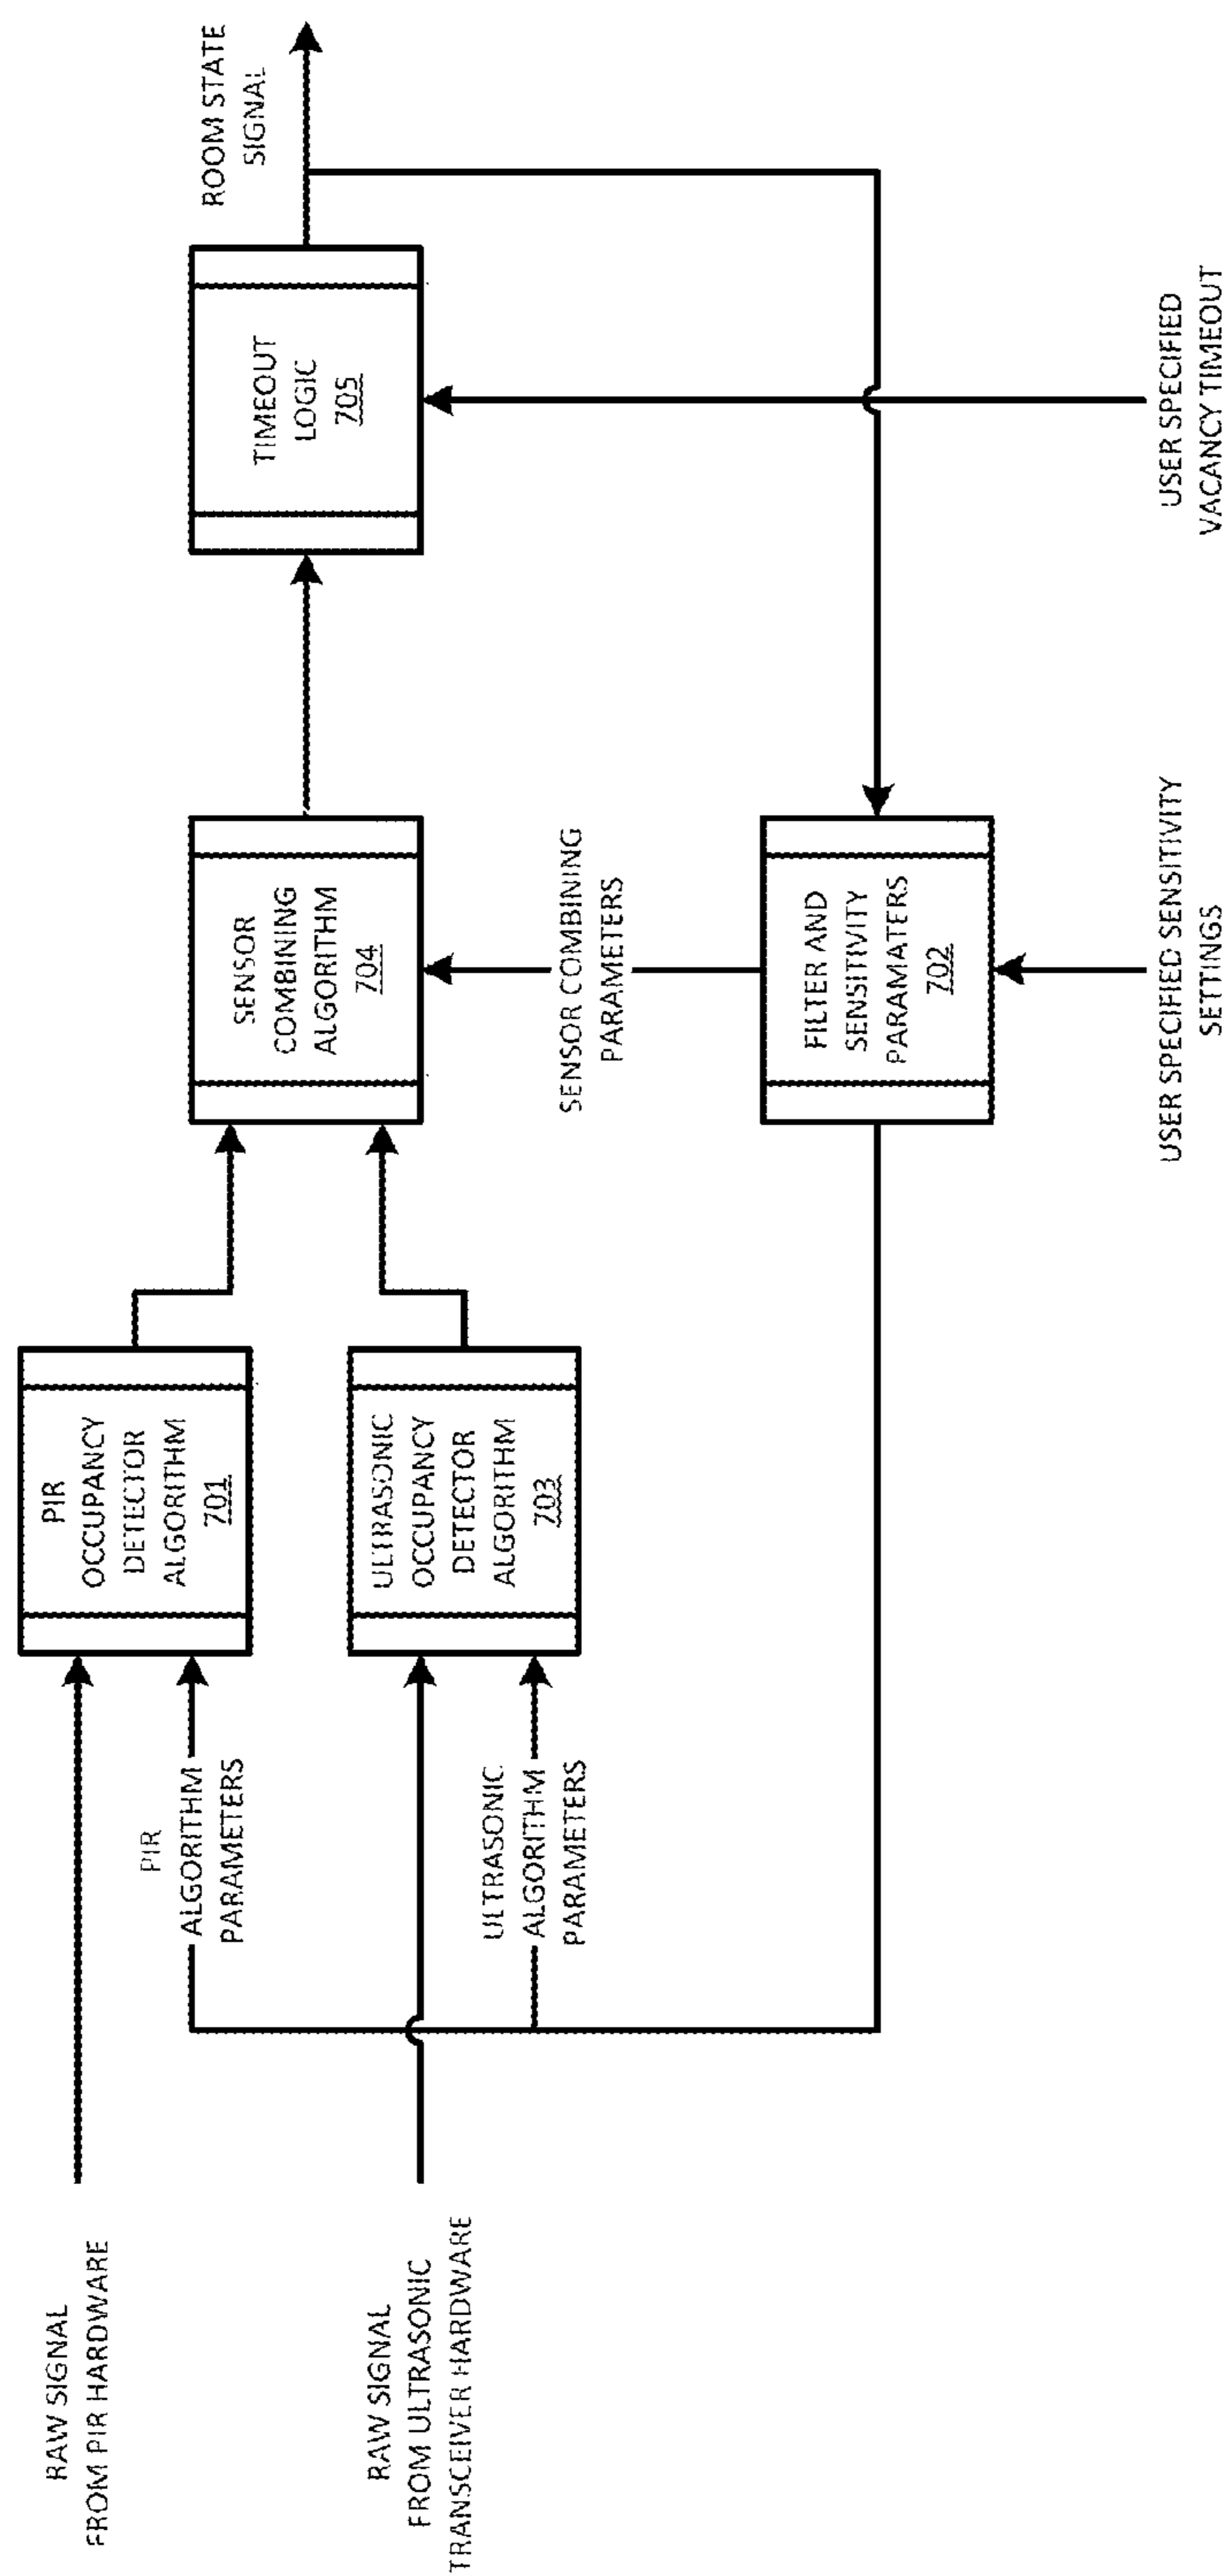 RAW SIGNAL
FROM PIR HARDWARE
PIR
ALGORITHM
PARAMETERS
PIR
OCCUPANCY
DETECTOR
ALGORITHM
701
RAW SIGNAL
FROM ULTRASONIC
TRANSCEIVER HARDWARE
ULTRASONIC
ALGORITHM
PARAMETERS
ULTRASONIC
OCCUPANCY
DETECTOR
ALGORITHM
703
SENSOR
COMBINING
ALGORITHM
704
TIMEOUT
LOGIC
705
ROOM STATE
SIGNAL
SENSOR COMBINING
PARAMETERS
FILTER AND
SENSITIVITY
PARAMATERS
702
USER SPECIFIED SENSITIVITY
SETTINGS
USER SPECIFIED
VACANCY TIMEOUT